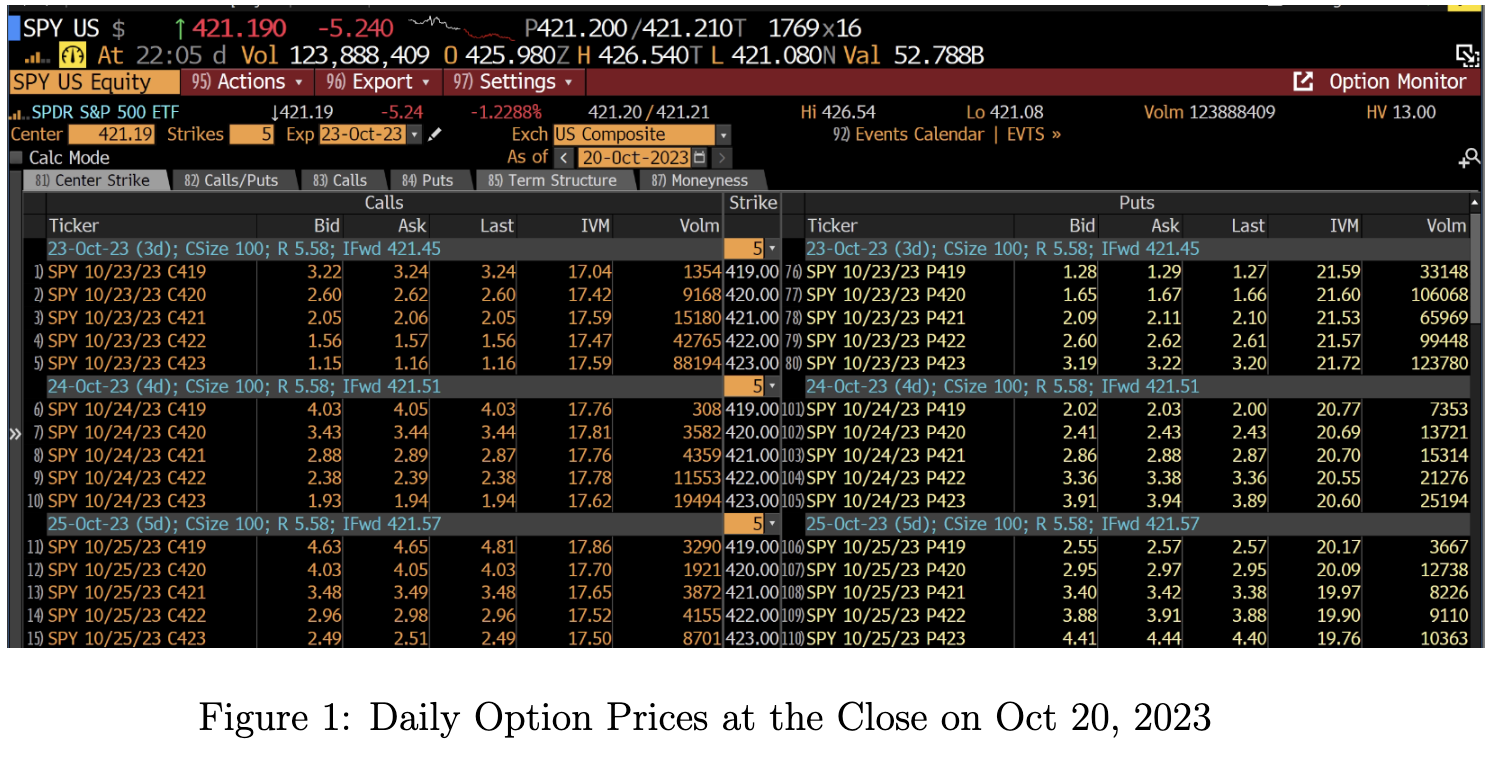 SPY US $ ↑421.190 -5.240 P421.200/421.210T 1769×16
At 22:05 d Vol 123,888,409 O 425.980Z H 426.540T L 421.080N Val 52.788B
SPY US Equity 95) Actions 96) Export 97) Settings Option Monitor
SPDR S&P 500 ETF ↓421.19 -5.24 -1.2288% 421.20/421.21 Hi 426.54 Lo 421.08 Volm 123888409 HV 13.00
Center 421.19 Strikes 5 Exp 23-Oct-23 Exch US Composite 92) Events Calendar | EVTS »
Calc Mode As of < 20-Oct-2023 >
81) Center Strike 82) Calls/Puts 83) Calls 84) Puts 85) Term Structure 87) Moneyness
Calls Strike Puts
Ticker Bid Ask Last IVM Volm Ticker Bid Ask Last IVM Volm
23-Oct-23 (3d); CSize 100; R 5.58; IFwd 421.45 5 23-Oct-23 (3d); CSize 100; R 5.58; IFwd 421.45
1) SPY 10/23/23 C419 3.22 3.24 3.24 17.04 1354 419.00 76) SPY 10/23/23 P419 1.28 1.29 1.27 21.59 33148
2) SPY 10/23/23 C420 2.60 2.62 2.60 17.42 9168 420.00 77) SPY 10/23/23 P420 1.65 1.67 1.66 21.60 106068
3) SPY 10/23/23 C421 2.05 2.06 2.05 17.59 15180 421.00 78) SPY 10/23/23 P421 2.09 2.11 2.10 21.53 65969
4) SPY 10/23/23 C422 1.56 1.57 1.56 17.47 42765 422.00 79) SPY 10/23/23 P422 2.60 2.62 2.61 21.57 99448
5) SPY 10/23/23 C423 1.15 1.16 1.16 17.59 88194 423.00 80) SPY 10/23/23 P423 3.19 3.22 3.20 21.72 123780
24-Oct-23 (4d); CSize 100; R 5.58; IFwd 421.51 5 24-Oct-23 (4d); CSize 100; R 5.58; IFwd 421.51
6) SPY 10/24/23 C419 4.03 4.05 4.03 17.76 308 419.00 101) SPY 10/24/23 P419 2.02 2.03 2.00 20.77 7353
» 7) SPY 10/24/23 C420 3.43 3.44 3.44 17.81 3582 420.00 102) SPY 10/24/23 P420 2.41 2.43 2.43 20.69 13721
8) SPY 10/24/23 C421 2.88 2.89 2.87 17.76 4359 421.00 103) SPY 10/24/23 P421 2.86 2.88 2.87 20.70 15314
9) SPY 10/24/23 C422 2.38 2.39 2.38 17.78 11553 422.00 104) SPY 10/24/23 P422 3.36 3.38 3.36 20.55 21276
10) SPY 10/24/23 C423 1.93 1.94 1.94 17.62 19494 423.00 105) SPY 10/24/23 P423 3.91 3.94 3.89 20.60 25194
25-Oct-23 (5d); CSize 100; R 5.58; IFwd 421.57 5 25-Oct-23 (5d); CSize 100; R 5.58; IFwd 421.57
11) SPY 10/25/23 C419 4.63 4.65 4.81 17.86 3290 419.00 106) SPY 10/25/23 P419 2.55 2.57 2.57 20.17 3667
12) SPY 10/25/23 C420 4.03 4.05 4.03 17.70 1921 420.00 107) SPY 10/25/23 P420 2.95 2.97 2.95 20.09 12738
13) SPY 10/25/23 C421 3.48 3.49 3.48 17.65 3872 421.00 108) SPY 10/25/23 P421 3.40 3.42 3.38 19.97 8226
14) SPY 10/25/23 C422 2.96 2.98 2.96 17.52 4155 422.00 109) SPY 10/25/23 P422 3.88 3.91 3.88 19.90 9110
15) SPY 10/25/23 C423 2.49 2.51 2.49 17.50 8701 423.00 110) SPY 10/25/23 P423 4.41 4.44 4.40 19.76 10363
Figure 1: Daily Option Prices at the Close on Oct 20, 2023